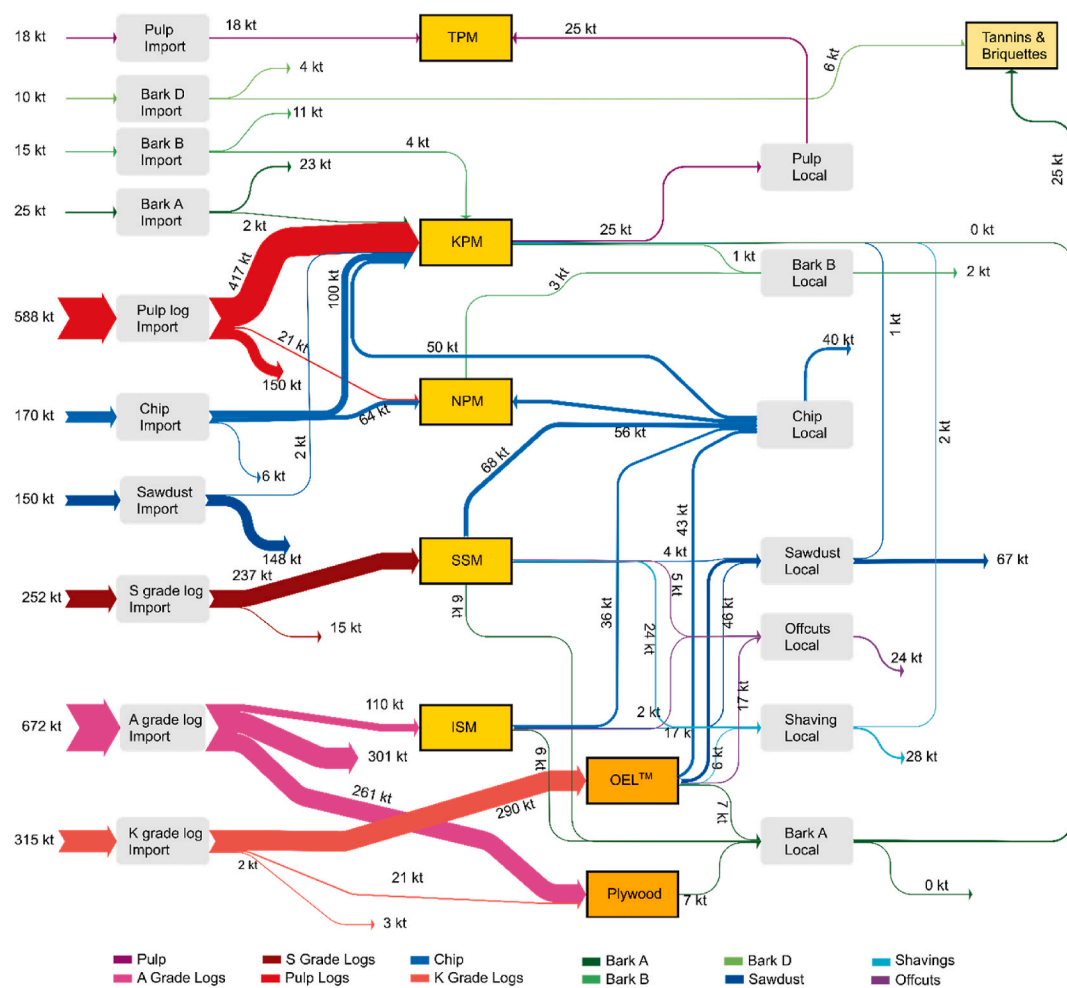 18 kt
Pulp
Import
18 kt
TPM
25 kt
Tannins &
Briquettes
4 kt
6 kt
10 kt
Bark D
Import
11 kt
15 kt
Bark B
Import
4 kt
Pulp
Local
23 kt
25 kt
25 kt
Bark A
Import
2 kt
KPM
25 kt
0 kt
417 kt
100 kt
1 kt
Bark B
Local
2 kt
3 kt
588 kt
Pulp log
Import
21 kt
150 kt
50 kt
40 kt
1 kt
NPM
170 kt
Chip
Import
64 kt
Chip
Local
56 kt
2 kt
68 kt
6 kt
2 kt
150 kt
Sawdust
Import
148 kt
43 kt
237 kt
SSM
4 kt
Sawdust
Local
67 kt
252 kt
S grade log
Import
15 kt
6 kt
5 kt
36 kt
24 kt
46 kt
Offcuts
Local
24 kt
110 kt
2 kt
17 kt
17 kt
672 kt
A grade log
Import
301 kt
ISM
Shaving
Local
28 kt
6 kt
9 kt
OEL™
261 kt
290 kt
7 kt
315 kt
K grade log
Import
2 kt
21 kt
3 kt
Bark A
Local
Plywood
7 kt
0 kt
Pulp
S Grade Logs
Chip
Bark A
Bark D
Shavings
A Grade Logs
Pulp Logs
K Grade Logs
Bark B
Sawdust
Offcuts